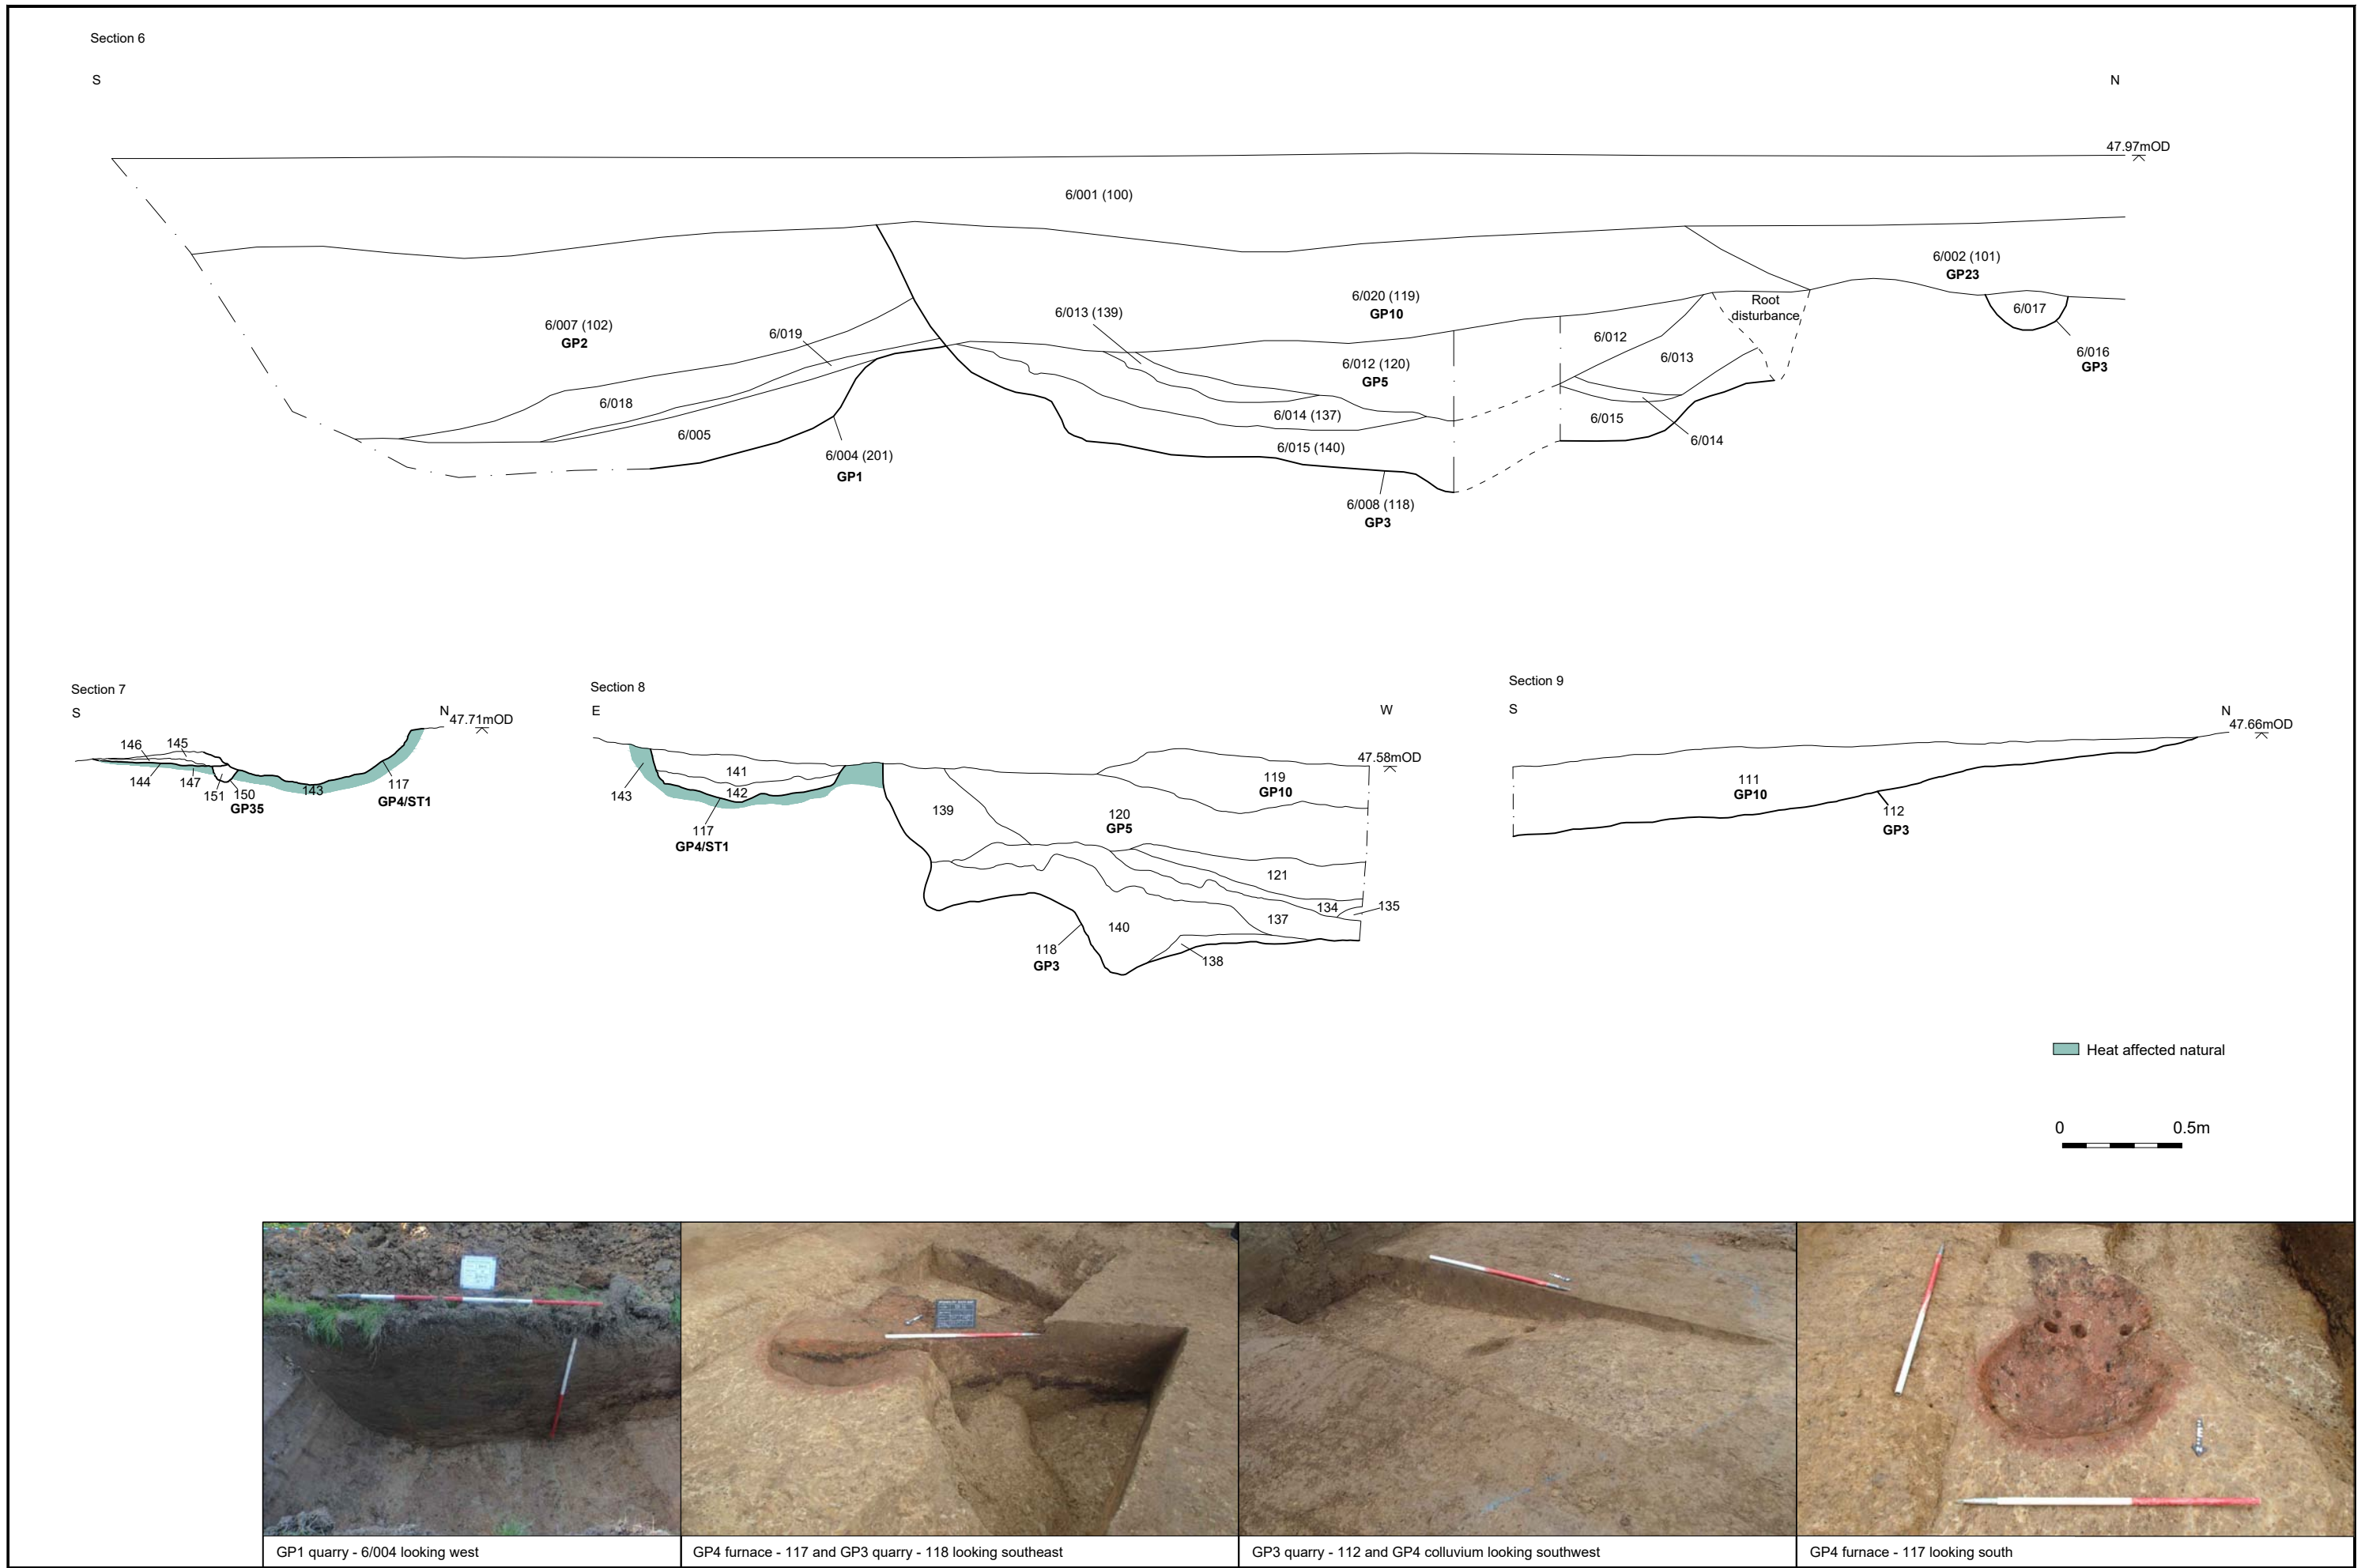 Section 6
S
N
47.97mOD
6/001 (100)
6/002 (101)
GP23
6/020 (119)
GP10
Root
disturbance
6/017
6/013 (139)
6/007 (102)
GP2
6/019
6/012
6/016
GP3
6/012 (120)
GP5
6/013
6/018
6/014 (137)
6/015
6/005
6/014
6/015 (140)
6/004 (201)
GP1
6/008 (118)
GP3
Section 7
S
N
47.71mOD
146
145
144
147
151
150
GP35
143
117
GP4/ST1
Section 8
E
W
47.58mOD
141
142
143
117
GP4/ST1
139
119
GP10
120
GP5
121
134
135
137
140
138
118
GP3
Section 9
S
N
47.66mOD
111
GP10
112
GP3
Heat affected natural
0
0.5m
GP1 quarry - 6/004 looking west
GP4 furnace - 117 and GP3 quarry - 118 looking southeast
GP3 quarry - 112 and GP4 colluvium looking southwest
GP4 furnace - 117 looking south